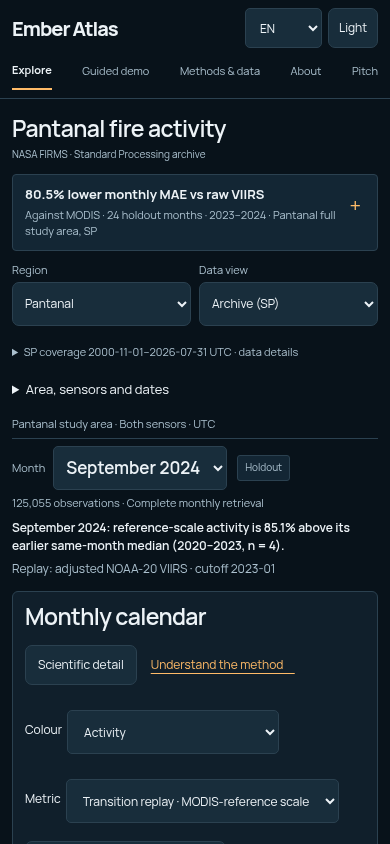 Ember Atlas
EN
Light
Explore
Guided demo
Methods & data
About
Pitch
Pantanal fire activity
NASA FIRMS · Standard Processing archive
80.5% lower monthly MAE vs raw VIIRS
+
Against MODIS · 24 holdout months · 2023–2024 · Pantanal full
study area, SP
Region
Data view
Pantanal
Archive (SP)
SP coverage 2000-11-01–2026-07-31 UTC · data details
Area, sensors and dates
Pantanal study area · Both sensors · UTC
Month
September 2024
Holdout
125,055 observations · Complete monthly retrieval
September 2024: reference-scale activity is 85.1% above its
earlier same-month median (2020–2023, n = 4).
Replay: adjusted NOAA-20 VIIRS · cutoff 2023-01
Monthly calendar
Scientific detail
Understand the method
Colour
Activity
Metric
Transition replay · MODIS-reference scale